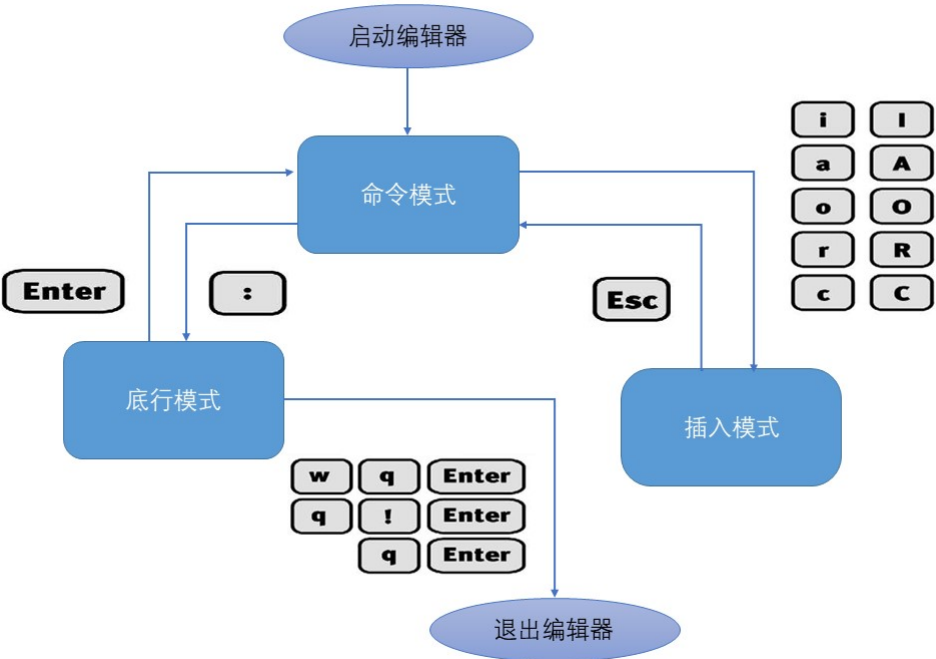 启动编辑器
命令模式
i I
a A
o O
r R
c C
Enter
:
Esc
底行模式
插入模式
w q Enter
q ! Enter
q Enter
退出编辑器